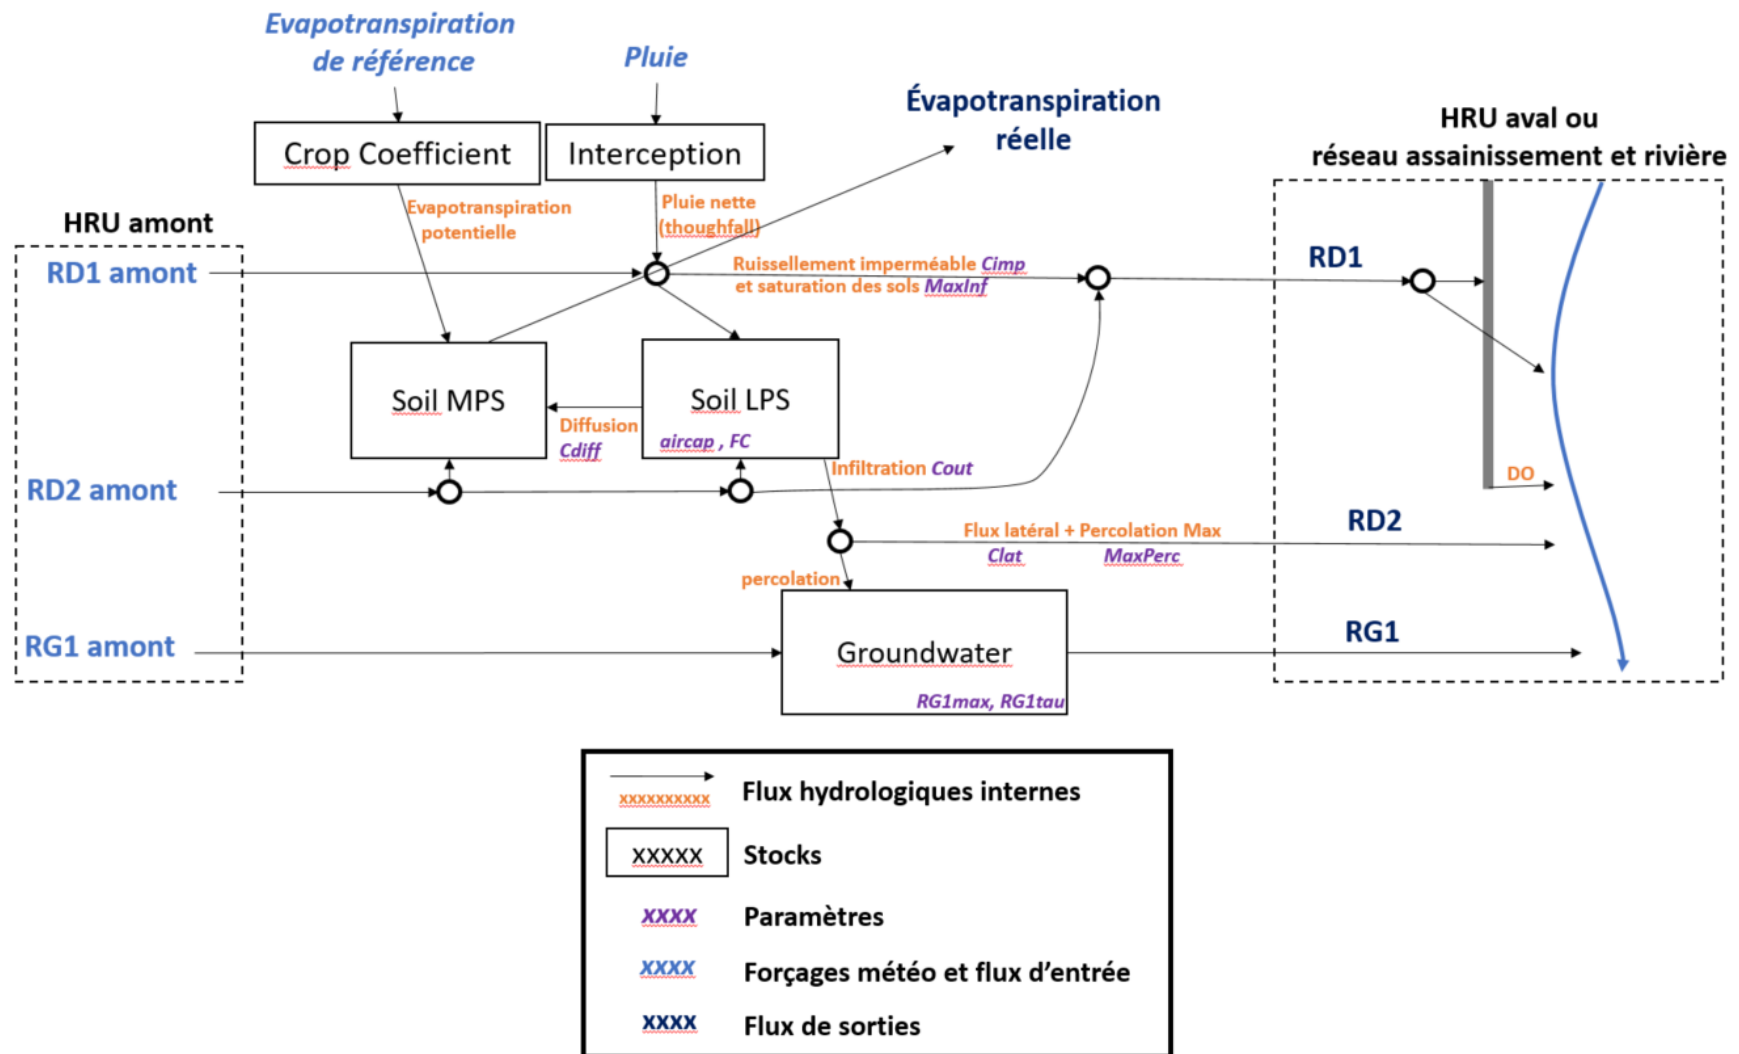 Evapotranspiration
de référence
Pluie
Évapotranspiration
réelle
HRU aval ou
réseau assainissement et rivière
Crop Coefficient
Interception
Evapotranspiration
potentielle
Pluie nette
(thoughfall)
HRU amont
RD1 amont
Ruissellement imperméable Cimp
et saturation des sols MaxInf
RD1
Soil MPS
Soil LPS
Diffusion
Cdiff
aircap , FC
Infiltration Cout
DO
RD2 amont
Flux latéral + Percolation Max
Clat
MaxPerc
RD2
percolation
RG1 amont
Groundwater
RG1max, RG1tau
RG1
xxxxxxxxxx
Flux hydrologiques internes
xxxxx
Stocks
xxxx
Paramètres
xxxx
Forçages météo et flux d’entrée
xxxx
Flux de sorties